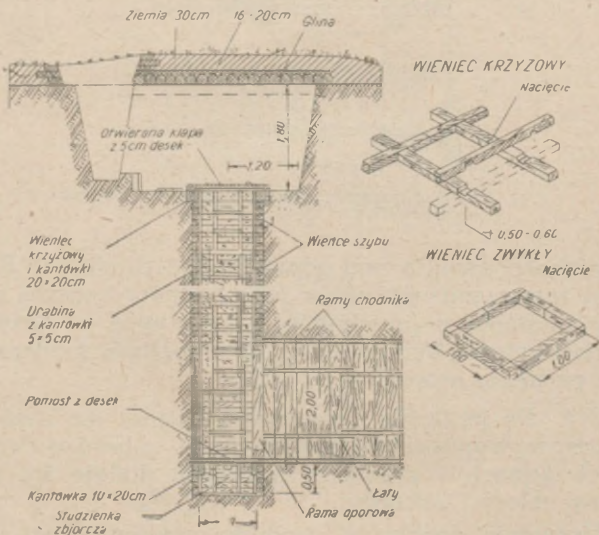 Ziemia 30cm
16-20cm
Glina
WIENIEC KRZYZOWY
Nacięcie
Otwierana klapa
z 5cm desek
1,80
1,20
0,50-0,60
Wieniec
krzyżowy
i kantówki
20×20cm
Wieńce szybu
WIENIEC ZWYKŁY
Nacięcie
Drabina
z kantówki
5×5cm
Ramy chodnika
1,00
1,00
Pomost z desek
2,00
0,50
Kantówka 10×20cm
Studzienka
zbiorcza
Łaty
Rama oporowa